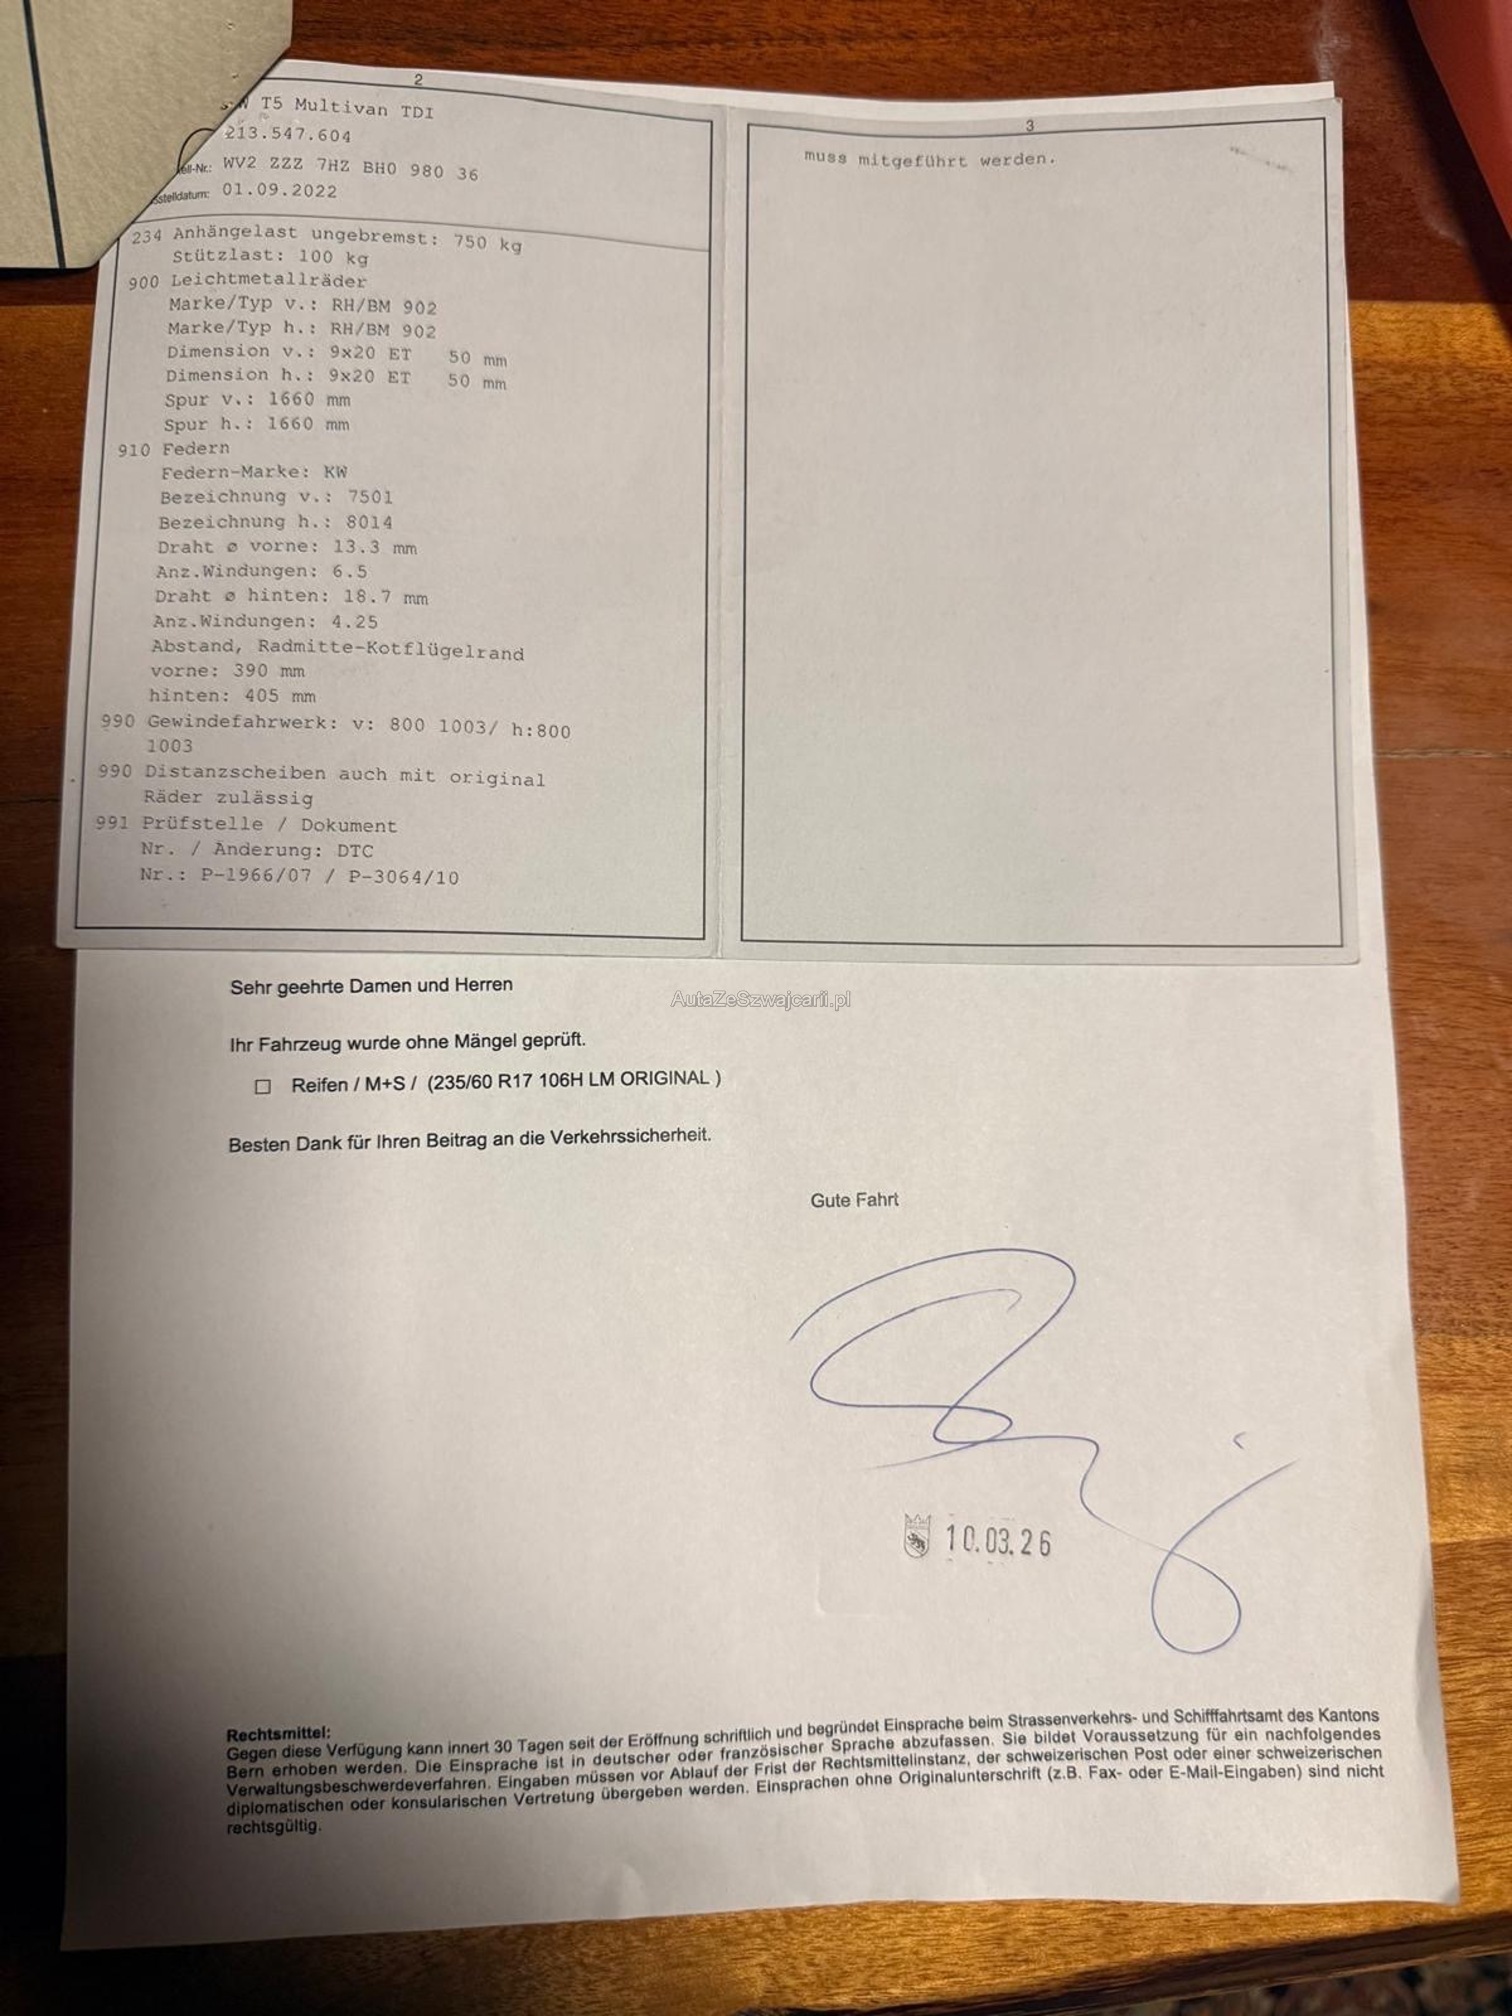 2
T5 Multivan TDI
213.547.604
WV2 ZZZ 7HZ BH0 980 36
01.09.2022
234 Anhängelast ungebremst: 750 kg
Stützlast: 100 kg
900 Leichtmetallräder
Marke/Typ v.: RH/BM 902
Marke/Typ h.: RH/BM 902
Dimension v.: 9x20 ET 50 mm
Dimension h.: 9x20 ET 50 mm
Spur v.: 1660 mm
Spur h.: 1660 mm
910 Federn
Federn-Marke: KW
Bezeichnung v.: 7501
Bezeichnung h.: 8014
Draht ø vorne: 13.3 mm
Anz.Windungen: 6.5
Draht ø hinten: 18.7 mm
Anz.Windungen: 4.25
Abstand, Radmitte-Kotflügelrand
vorne: 390 mm
hinten: 405 mm
990 Gewindefahrwerk: v: 800 1003/ h:800
1003
990 Distanzscheiben auch mit original
Räder zulässig
991 Prüfstelle / Dokument
Nr. / Änderung: DTC
Nr.: P-1966/07 / P-3064/10
3
muss mitgeführt werden.
Sehr geehrte Damen und Herren
AutaZeSzwajcarii.pl
Ihr Fahrzeug wurde ohne Mängel geprüft.
Reifen / M+S / (235/60 R17 106H LM ORIGINAL )
Besten Dank für Ihren Beitrag an die Verkehrssicherheit.
Gute Fahrt
10.03.26
Rechtsmittel:
Gegen diese Verfügung kann innert 30 Tagen seit der Eröffnung schriftlich und begründet Einsprache beim Strassenverkehrs- und Schifffahrtsamt des Kantons
Bern erhoben werden. Die Einsprache ist in deutscher oder französischer Sprache abzufassen. Sie bildet Voraussetzung für ein nachfolgendes
Verwaltungsbeschwerdeverfahren. Eingaben müssen vor Ablauf der Frist der Rechtsmittelinstanz, der schweizerischen Post oder einer schweizerischen
diplomatischen oder konsularischen Vertretung übergeben werden. Einsprachen ohne Originalunterschrift (z.B. Fax- oder E-Mail-Eingaben) sind nicht
rechtsgültig.